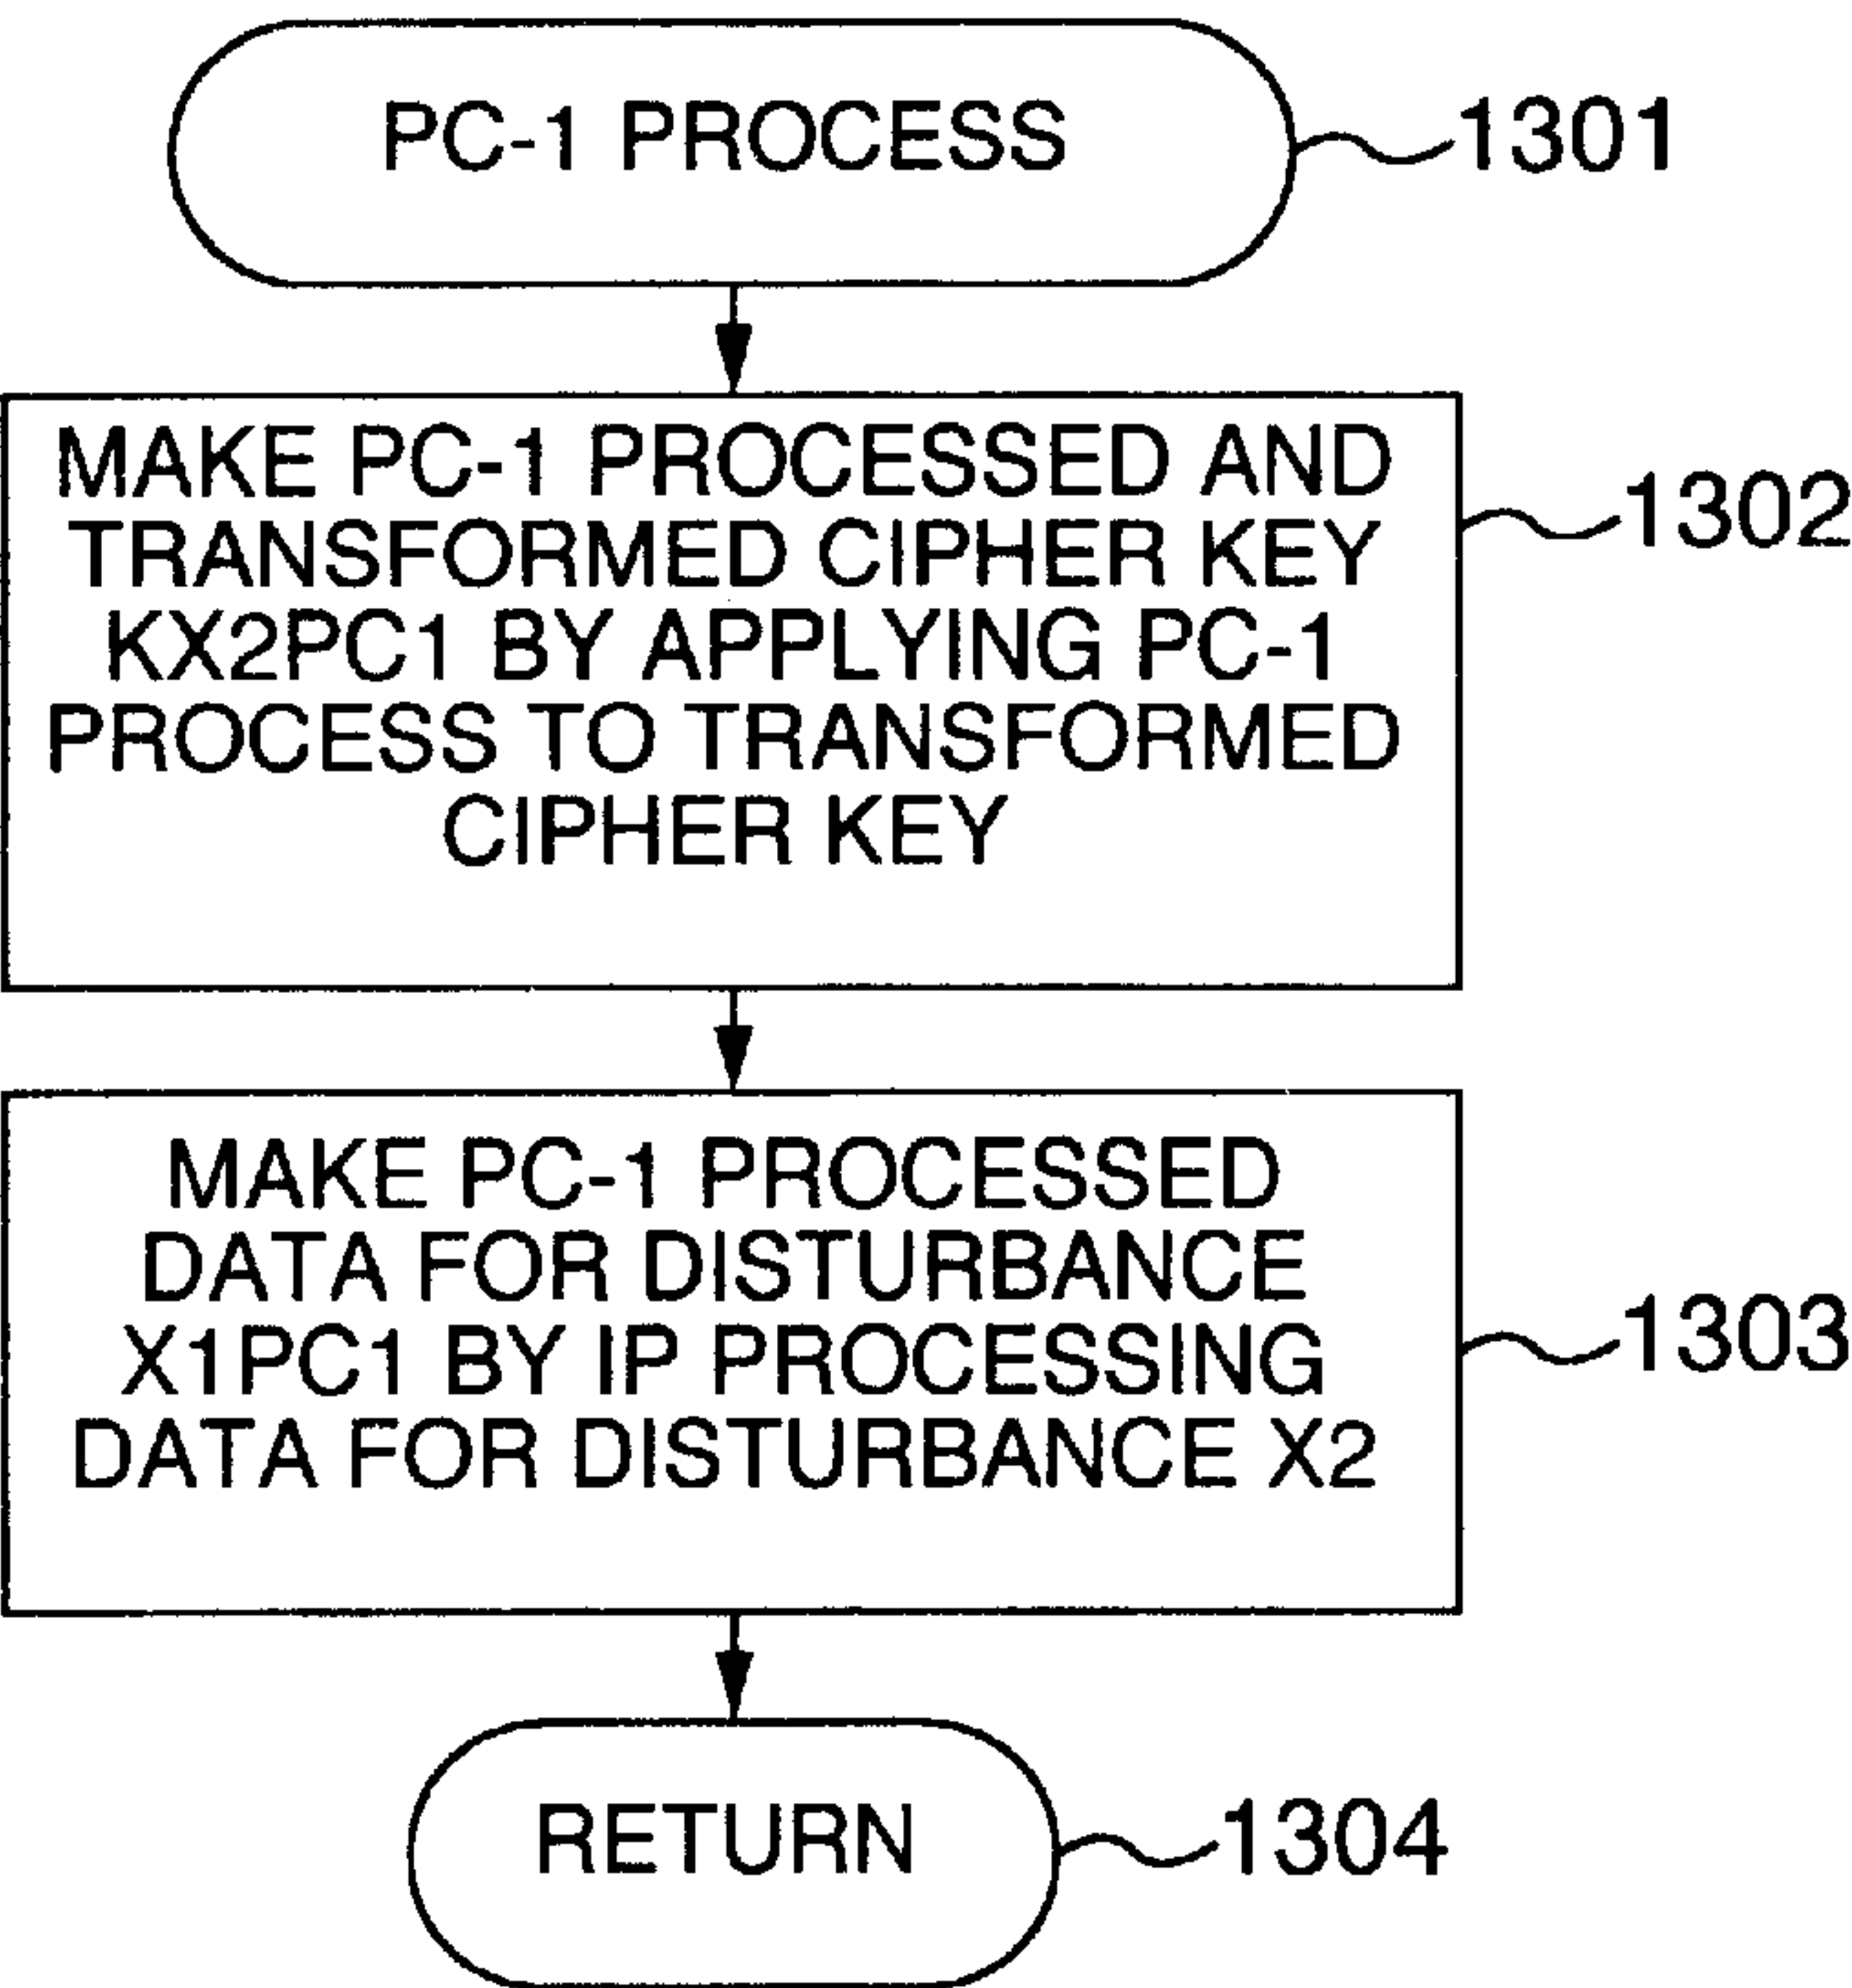 PC-1 PROCESS
1301
MAKE PC-1 PROCESSED AND
TRANSFORMED CIPHER KEY
KX2PC1 BY APPLYING PC-1
PROCESS TO TRANSFORMED
CIPHER KEY
1302
MAKE PC-1 PROCESSED
DATA FOR DISTURBANCE
X1PC1 BY IP PROCESSING
DATA FOR DISTURBANCE X2
1303
RETURN
1304